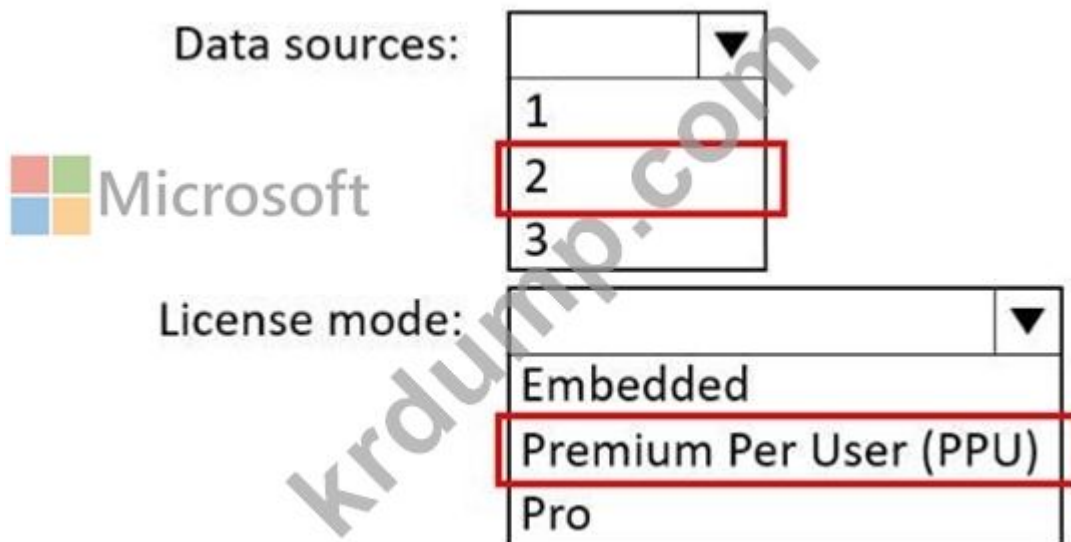 Data sources:
1
2
3
Microsoft
License mode:
Embedded
Premium Per User (PPU)
Pro
krdump.com